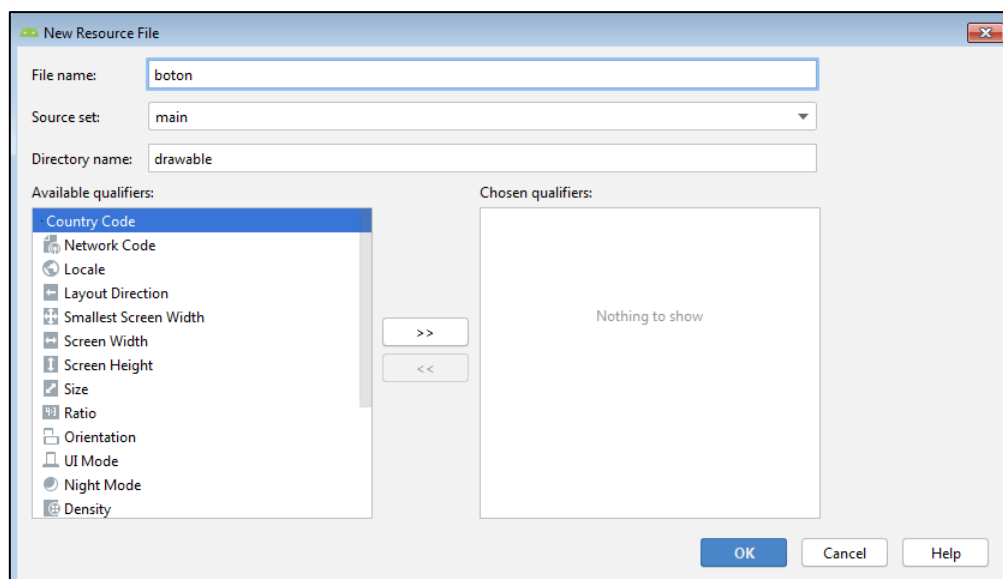 New Resource File
File name: boton
Source set: main
Directory name: drawable
Available qualifiers: Chosen qualifiers:
Country Code
Network Code
Locale
Layout Direction
Smallest Screen Width
Screen Width
Screen Height
Size
Ratio
Orientation
UI Mode
Night Mode
Density
>>
<<
Nothing to show
OK Cancel Help